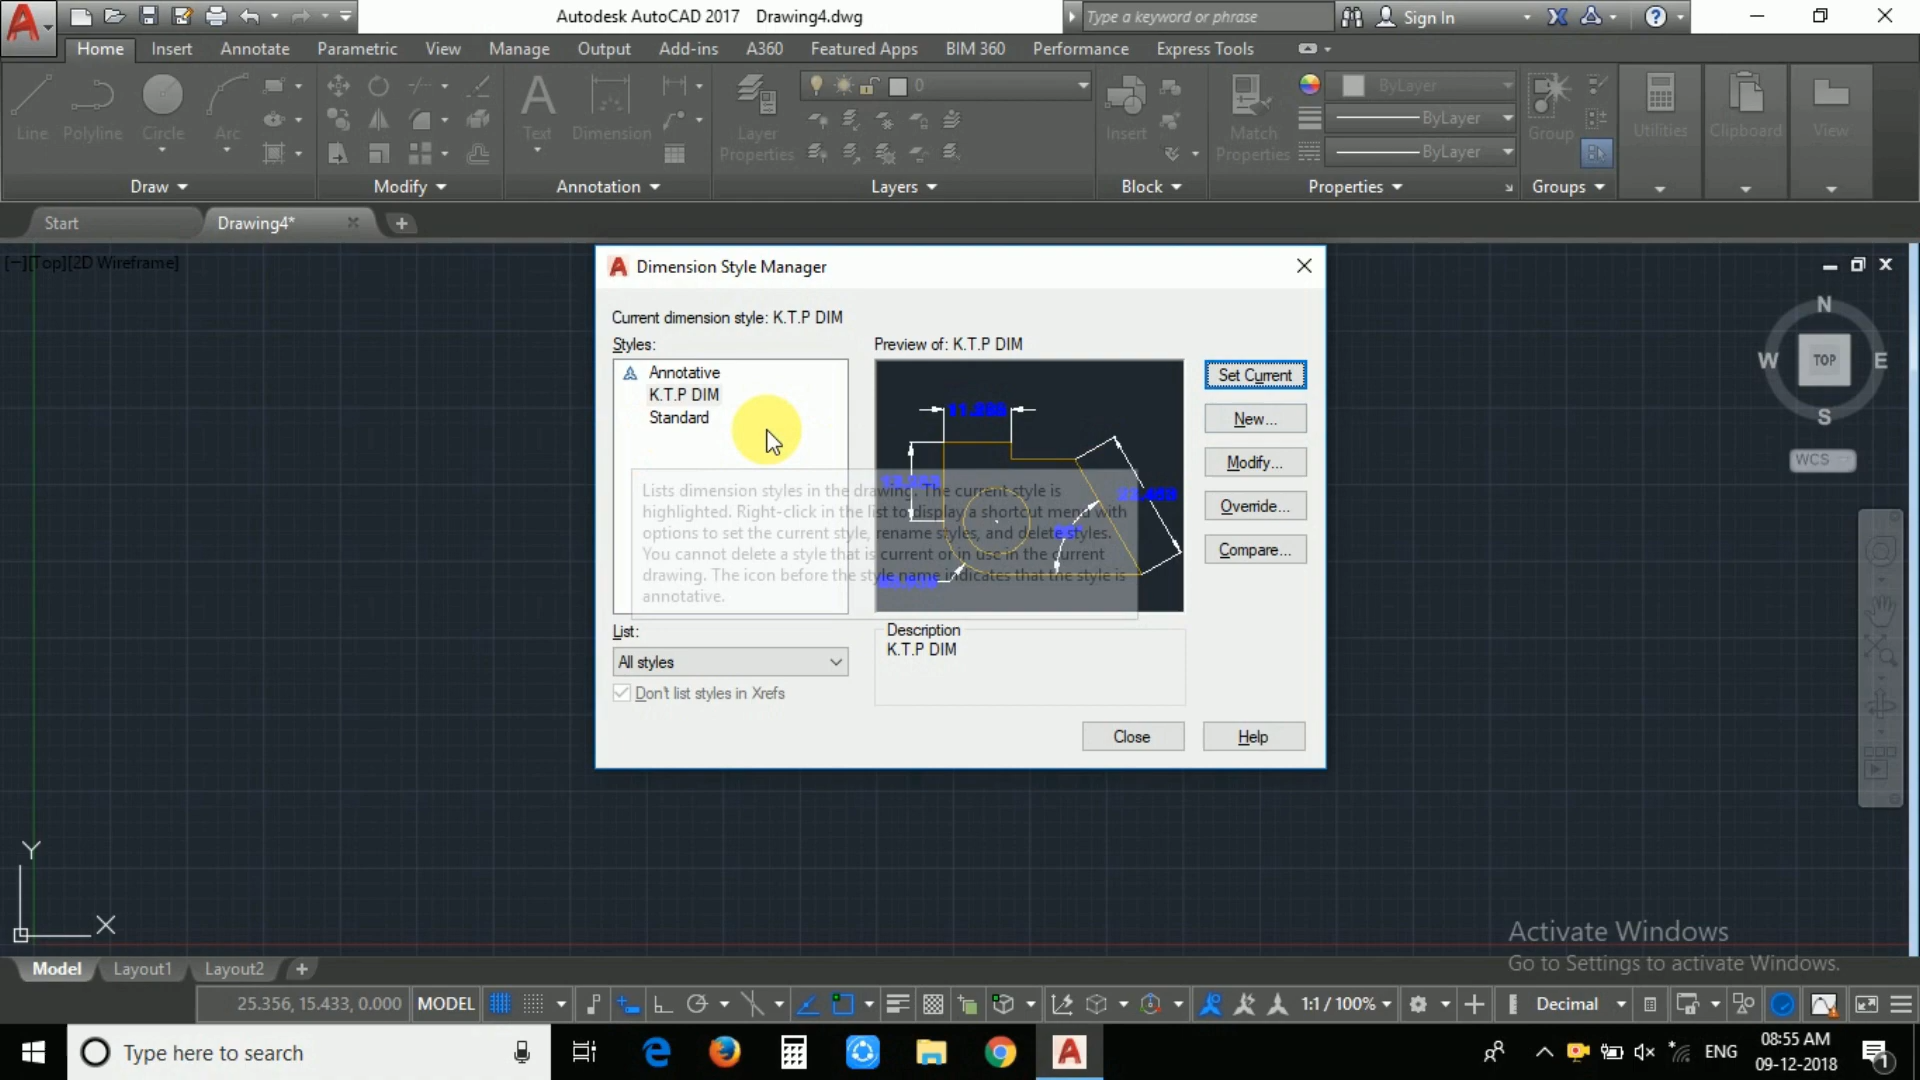 Autodesk AutoCAD 2017 Drawing4.dwg
Type a keyword or phrase
Sign In
Home Insert Annotate Parametric View Manage Output Add-ins A360 Featured Apps BIM 360 Performance Express Tools
Line Polyline Circle Arc
Text Dimension
Layer Properties
0
Insert
Match Properties
ByLayer
ByLayer
ByLayer
Group
Utilities
Clipboard
View
Draw Modify Annotation Layers Block Properties Groups
Start Drawing4*
[−][Top][2D Wireframe]
Dimension Style Manager
Current dimension style: K.T.P DIM
Styles:
Annotative
K.T.P DIM
Standard
Preview of: K.T.P DIM
Set Current
New...
Modify...
Override...
Compare...
Lists dimension styles in the drawing. The current style is
highlighted. Right-click in the list to display a shortcut menu with
options to set the current style, rename styles, and delete styles.
You cannot delete a style that is current or in use in the current
drawing. The icon before the style name indicates that the style is
annotative.
List:
All styles
Don't list styles in Xrefs
Description
K.T.P DIM
Close
Help
N
W TOP E
S
WCS
Y
X
Activate Windows
Go to Settings to activate Windows.
Model Layout1 Layout2
25.356, 15.433, 0.000 MODEL 1:1 / 100% Decimal
Type here to search
ENG
08:55 AM
09-12-2018
1